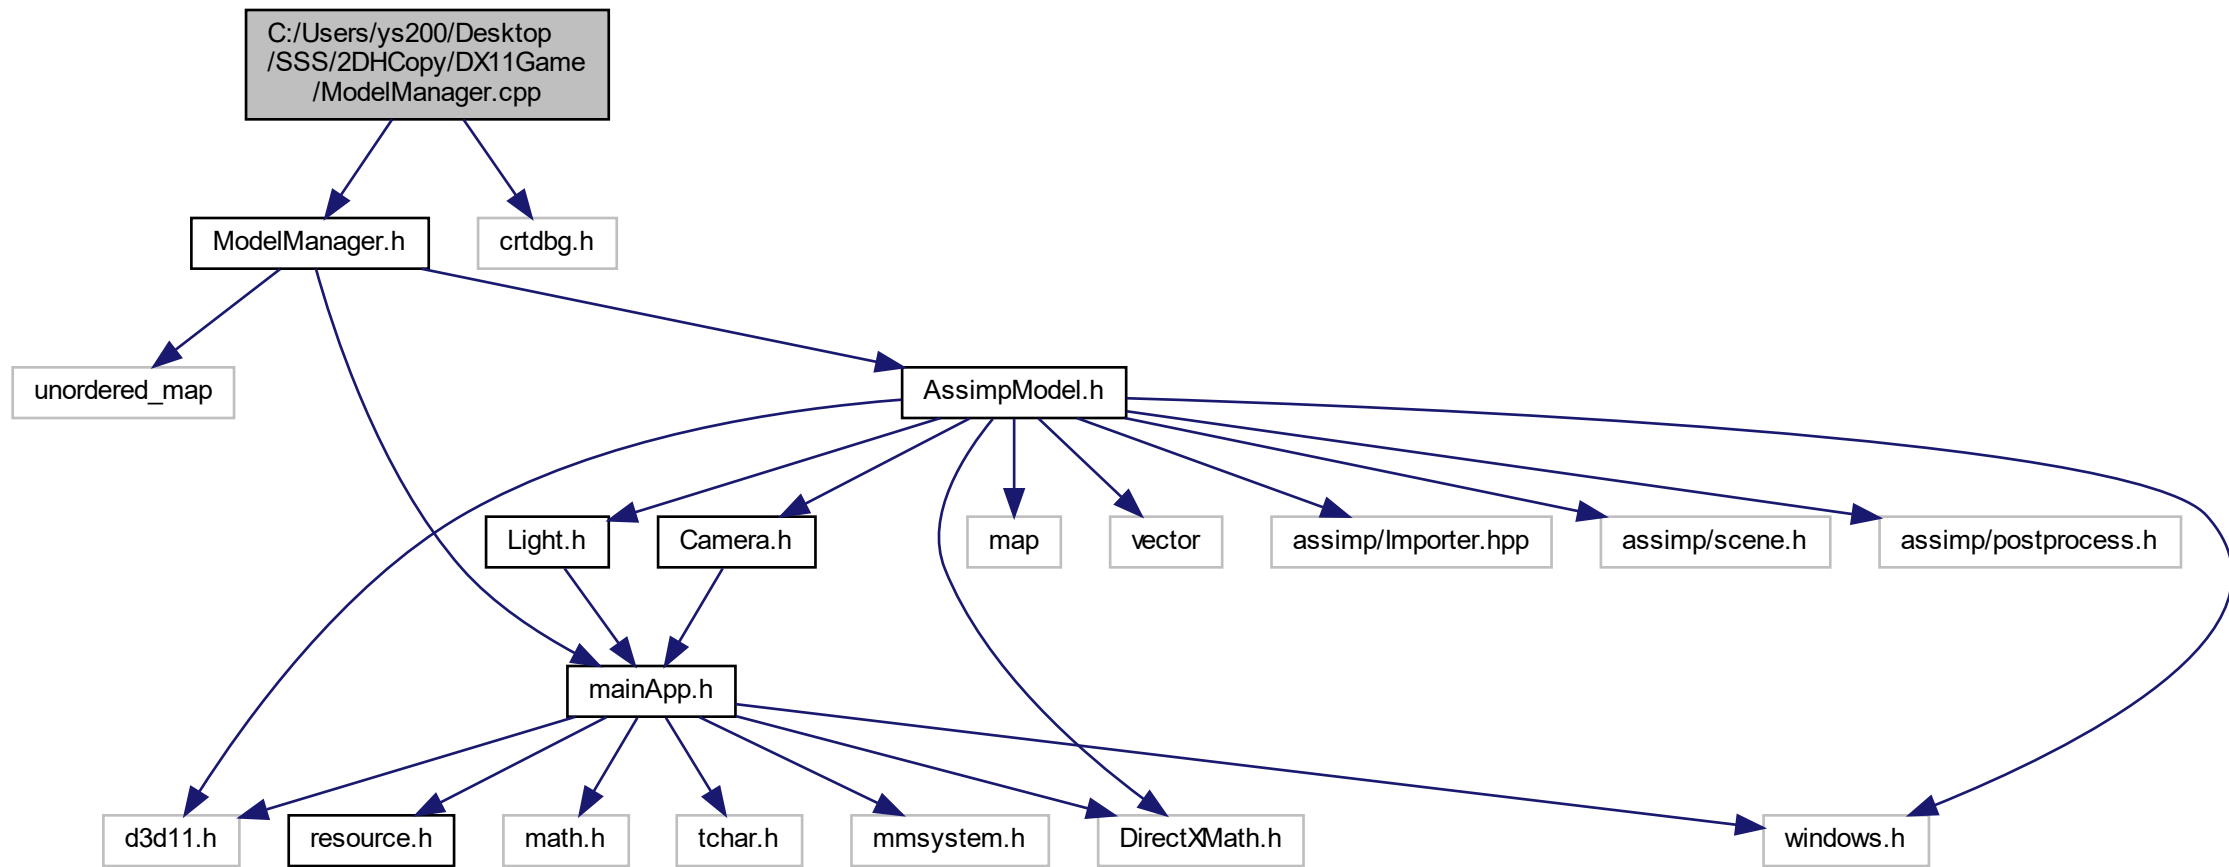 C:/Users/ys200/Desktop
/SSS/2DHCopy/DX11Game
/ModelManager.cpp
ModelManager.h
crtdbg.h
unordered_map
AssimpModel.h
Light.h
Camera.h
map
vector
assimp/Importer.hpp
assimp/scene.h
assimp/postprocess.h
mainApp.h
d3d11.h
resource.h
math.h
tchar.h
mmsystem.h
DirectXMath.h
windows.h